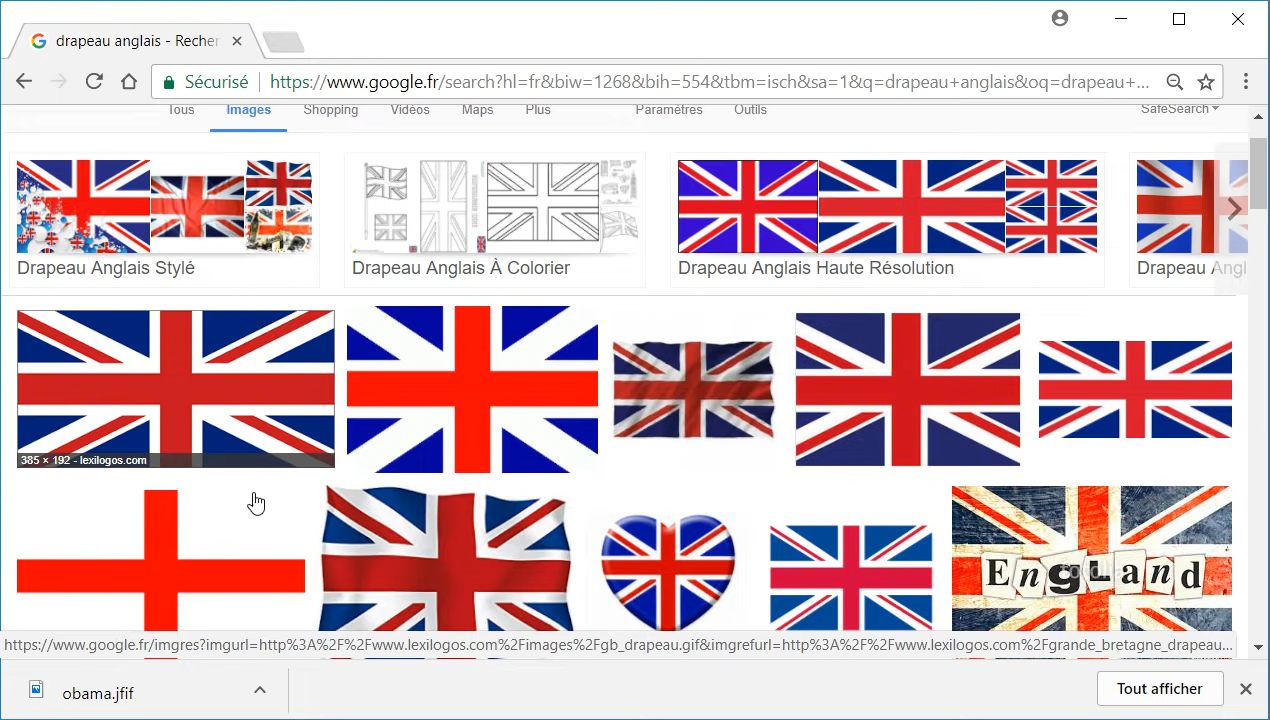 drapeau anglais - Recher
Sécurisé
https://www.google.fr/search?hl=fr&biw=1268&bih=554&tbm=isch&sa=1&q=drapeau+anglais&oq=drapeau+...
Tous Images Shopping Vidéos Maps Plus Paramètres Outils SafeSearch
Drapeau Anglais Stylé
Drapeau Anglais À Colorier
Drapeau Anglais Haute Résolution
Drapeau Angl
385 × 192 - lexilogos.com
EngLand
https://www.google.fr/imgres?imgurl=http%3A%2F%2Fwww.lexilogos.com%2Fimages%2Fgb_drapeau.gif&imgrefurl=http%3A%2F%2Fwww.lexilogos.com%2Fgrande_bretagne_drapeau...
obama.jfif
Tout afficher